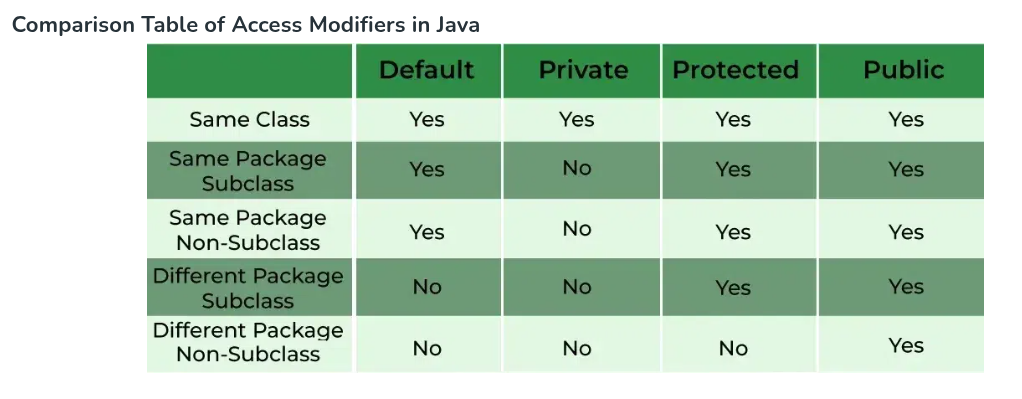 Comparison Table of Access Modifiers in Java
Default Private Protected Public
Same Class Yes Yes Yes Yes
Same Package
Subclass Yes No Yes Yes
Same Package
Non-Subclass Yes No Yes Yes
Different Package
Subclass No No Yes Yes
Different Package
Non-Subclass No No No Yes